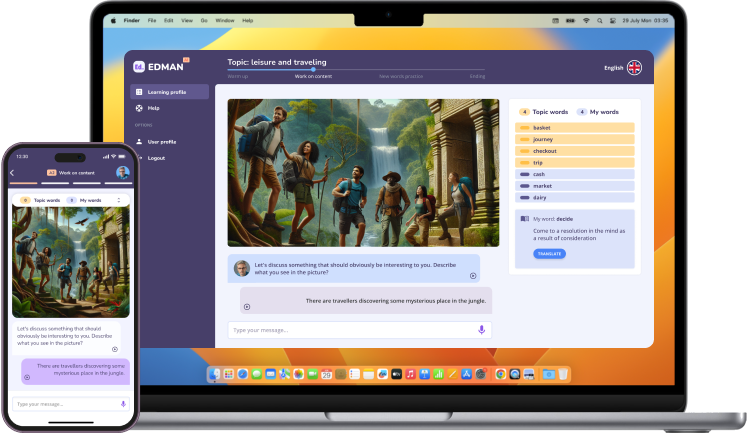 Finder File Edit View Go Window Help
29 July Mon. 03:35
Ed. EDMAN
Topic: leisure and traveling
English
Warm up
Work on content
New words practice
Ending
Learning profile
Help
OPTIONS
User profile
Logout
4 Topic words 4 My words
basket
journey
checkout
trip
cash
market
dairy
My word: decide
Come to a resolution in the mind as
a result of consideration
TRANSLATE
Let's discuss something that should obviously be interesting to you. Describe
what you see in the picture?
There are travellers discovering some mysterious place in the jungle.
Type your message...
29
12:30
A2 Work on content
Topic words
My words
Let's discuss something that should
obviously be interesting to you. Describe
what you see in the picture?
There are travellers discovering some
mysterious place in the jungle.
Type your message...